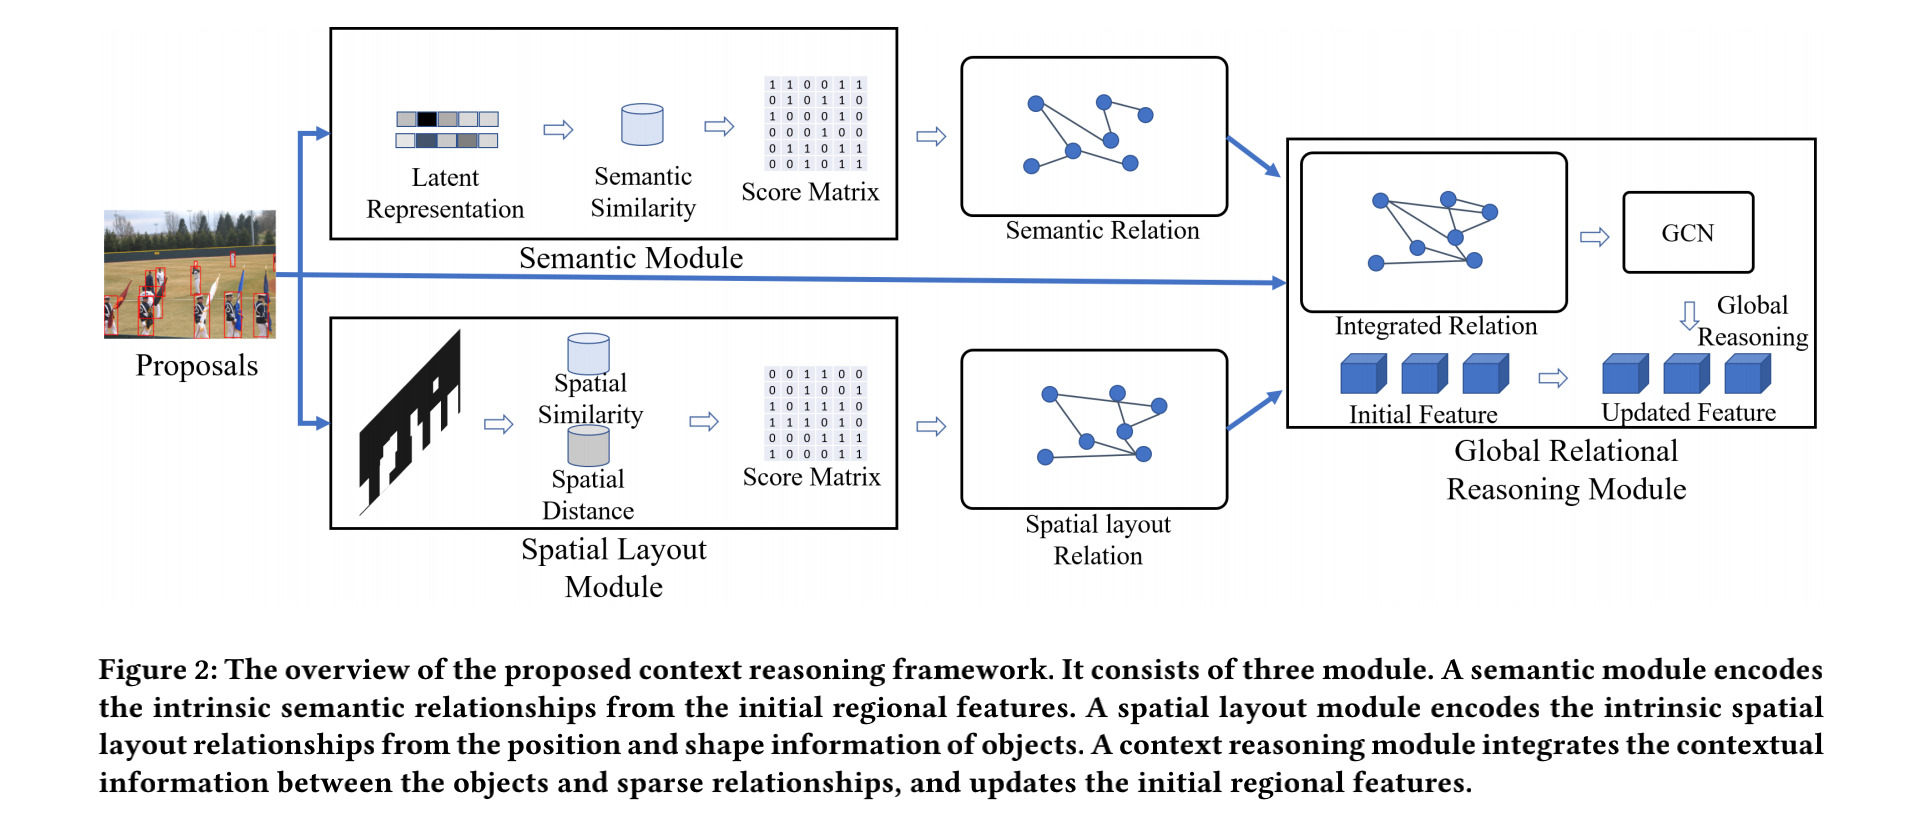 Latent
Representation
Semantic
Similarity
1 1 0 0 1 1
0 1 0 1 1 0
1 0 0 0 1 0
0 0 0 1 0 0
0 1 1 0 1 1
0 0 1 0 1 1
Score Matrix
Semantic Module
Semantic Relation
Proposals
Spatial
Similarity
Spatial
Distance
0 0 1 1 0 0
0 0 1 0 0 1
1 0 1 1 1 0
1 1 1 0 1 0
0 0 0 1 1 1
1 0 0 0 1 1
Score Matrix
Spatial Layout
Module
Spatial layout
Relation
Integrated Relation
GCN
Global
Reasoning
Initial Feature
Updated Feature
Global Relational
Reasoning Module
Figure 2: The overview of the proposed context reasoning framework. It consists of three module. A semantic module encodes
the intrinsic semantic relationships from the initial regional features. A spatial layout module encodes the intrinsic spatial
layout relationships from the position and shape information of objects. A context reasoning module integrates the contextual
information between the objects and sparse relationships, and updates the initial regional features.